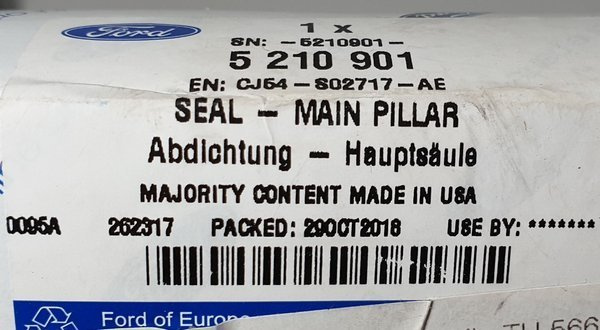 Ford
1 x
SN: -5210901-
5 210 901
EN: CJ54-S02717-AE
SEAL - MAIN PILLAR
Abdichtung - Hauptsäule
MAJORITY CONTENT MADE IN USA
0095A 262317 PACKED: 29OCT2018 USE BY: *******
Ford of Europe